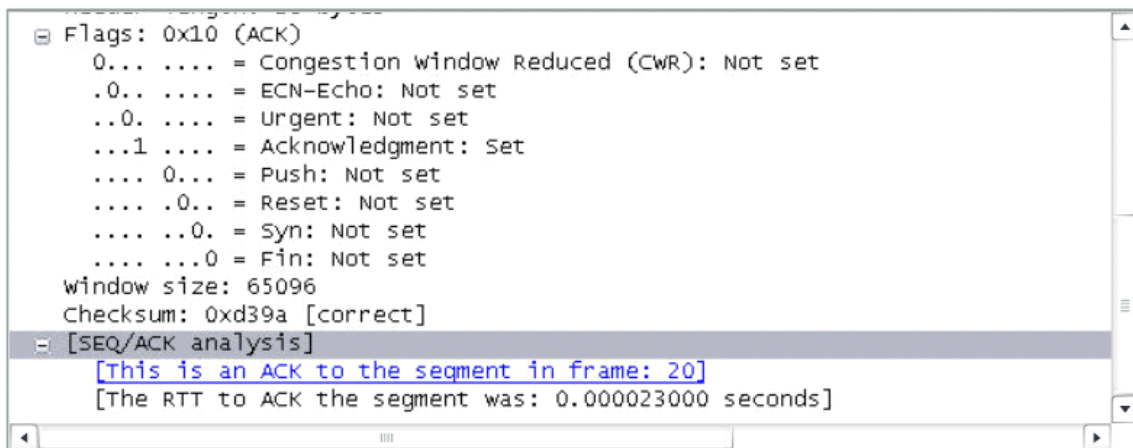 Flags: 0x10 (ACK)
0... .... = Congestion Window Reduced (CWR): Not set
.0.. .... = ECN-Echo: Not set
..0. .... = Urgent: Not set
...1 .... = Acknowledgment: Set
.... 0... = Push: Not set
.... .0.. = Reset: Not set
.... ..0. = Syn: Not set
.... ...0 = Fin: Not set
Window size: 65096
Checksum: 0xd39a [correct]
[SEQ/ACK analysis]
[This is an ACK to the segment in frame: 20]
[The RTT to ACK the segment was: 0.000023000 seconds]